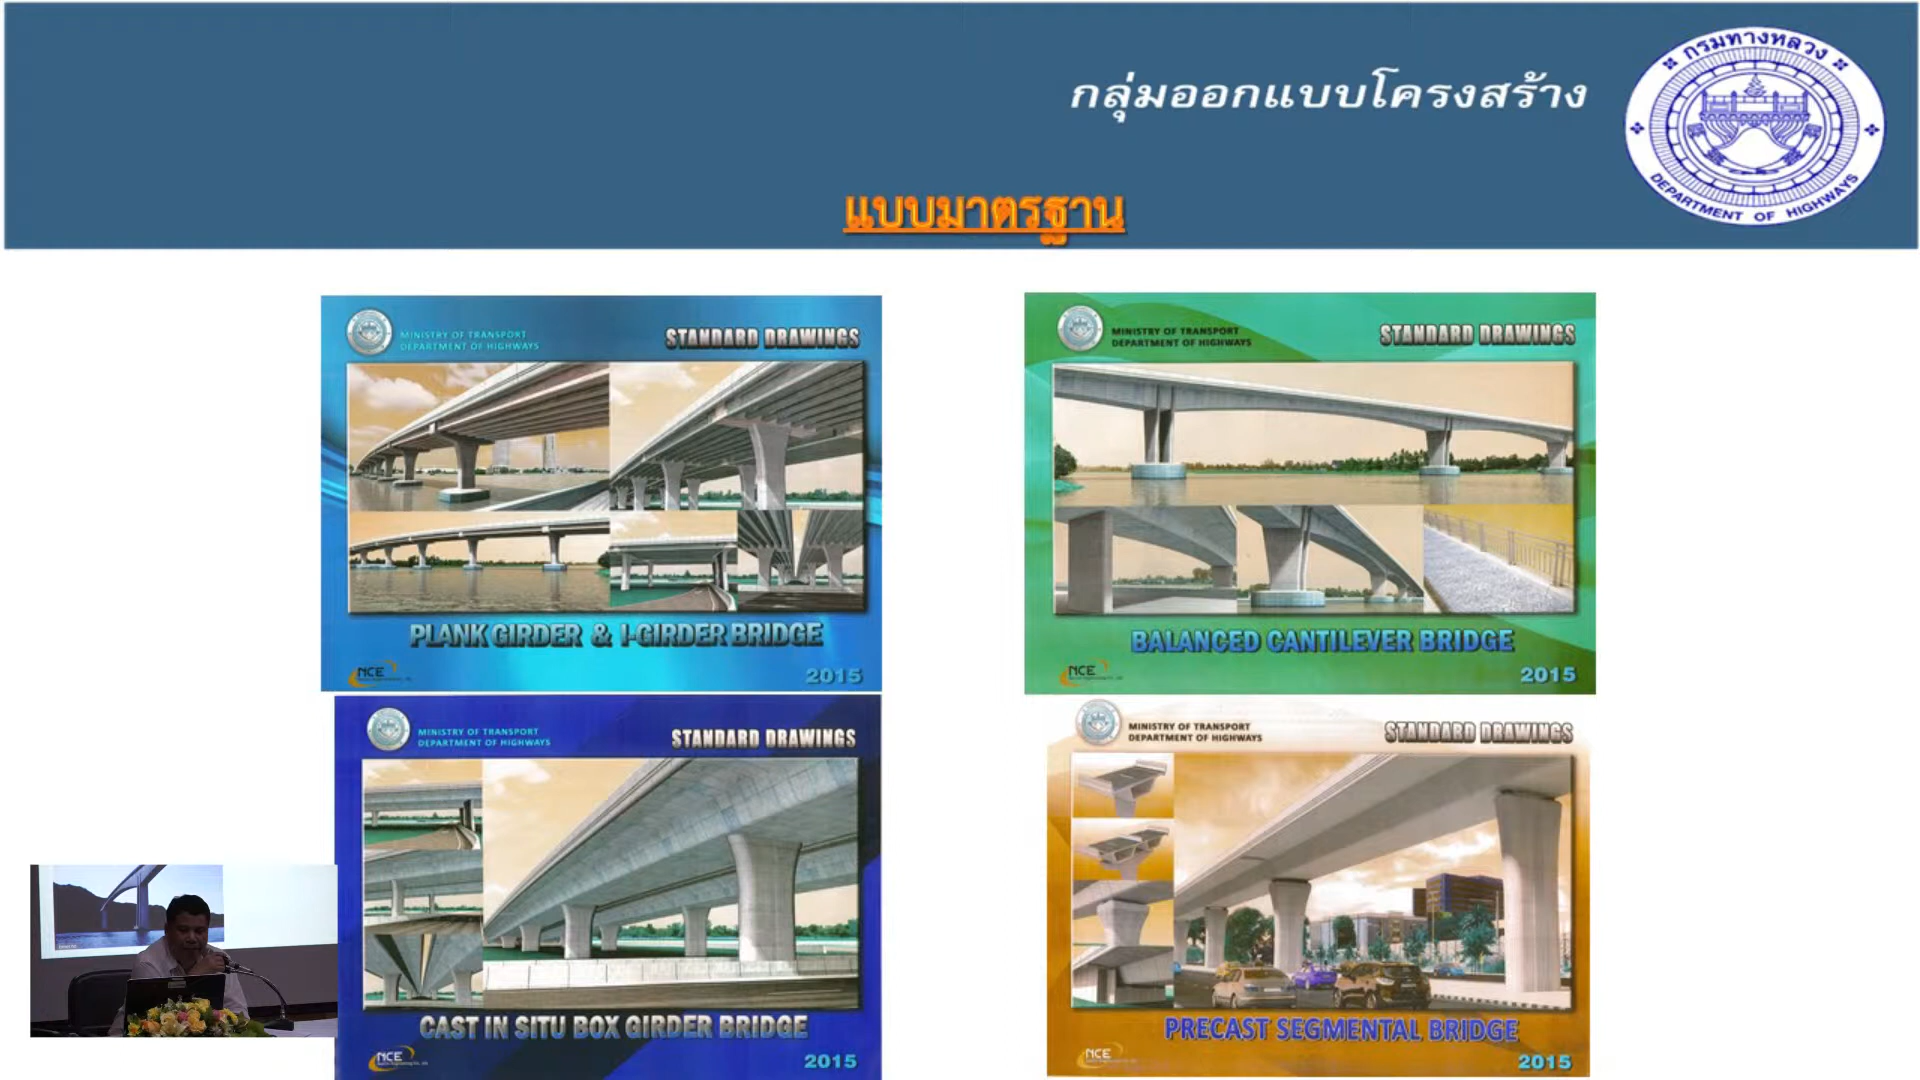 กลุ่มออกแบบโครงสร้าง
กรมทางหลวง
DEPARTMENT OF HIGHWAYS
แบบมาตรฐาน
MINISTRY OF TRANSPORT
DEPARTMENT OF HIGHWAYS
STANDARD DRAWINGS
PLANK GIRDER & I-GIRDER BRIDGE
NCE
2015
MINISTRY OF TRANSPORT
DEPARTMENT OF HIGHWAYS
STANDARD DRAWINGS
BALANCED CANTILEVER BRIDGE
NCE
2015
MINISTRY OF TRANSPORT
DEPARTMENT OF HIGHWAYS
STANDARD DRAWINGS
CAST IN SITU BOX GIRDER BRIDGE
NCE
2015
MINISTRY OF TRANSPORT
DEPARTMENT OF HIGHWAYS
STANDARD DRAWINGS
PRECAST SEGMENTAL BRIDGE
NCE
2015